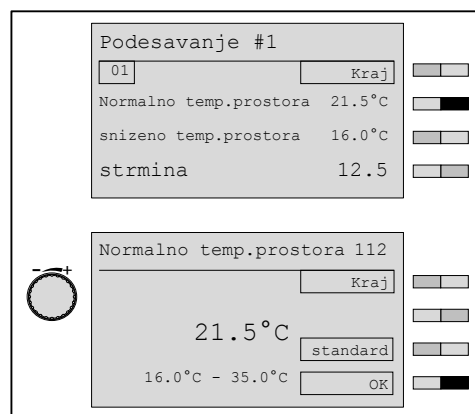 Podesavanje #1
01 Kraj
Normalno temp.prostora 21.5°C
snizeno temp.prostora 16.0°C
strmina 12.5
Normalno temp.prostora 112
- +
Kraj
21.5°C
standard
16.0°C - 35.0°C OK